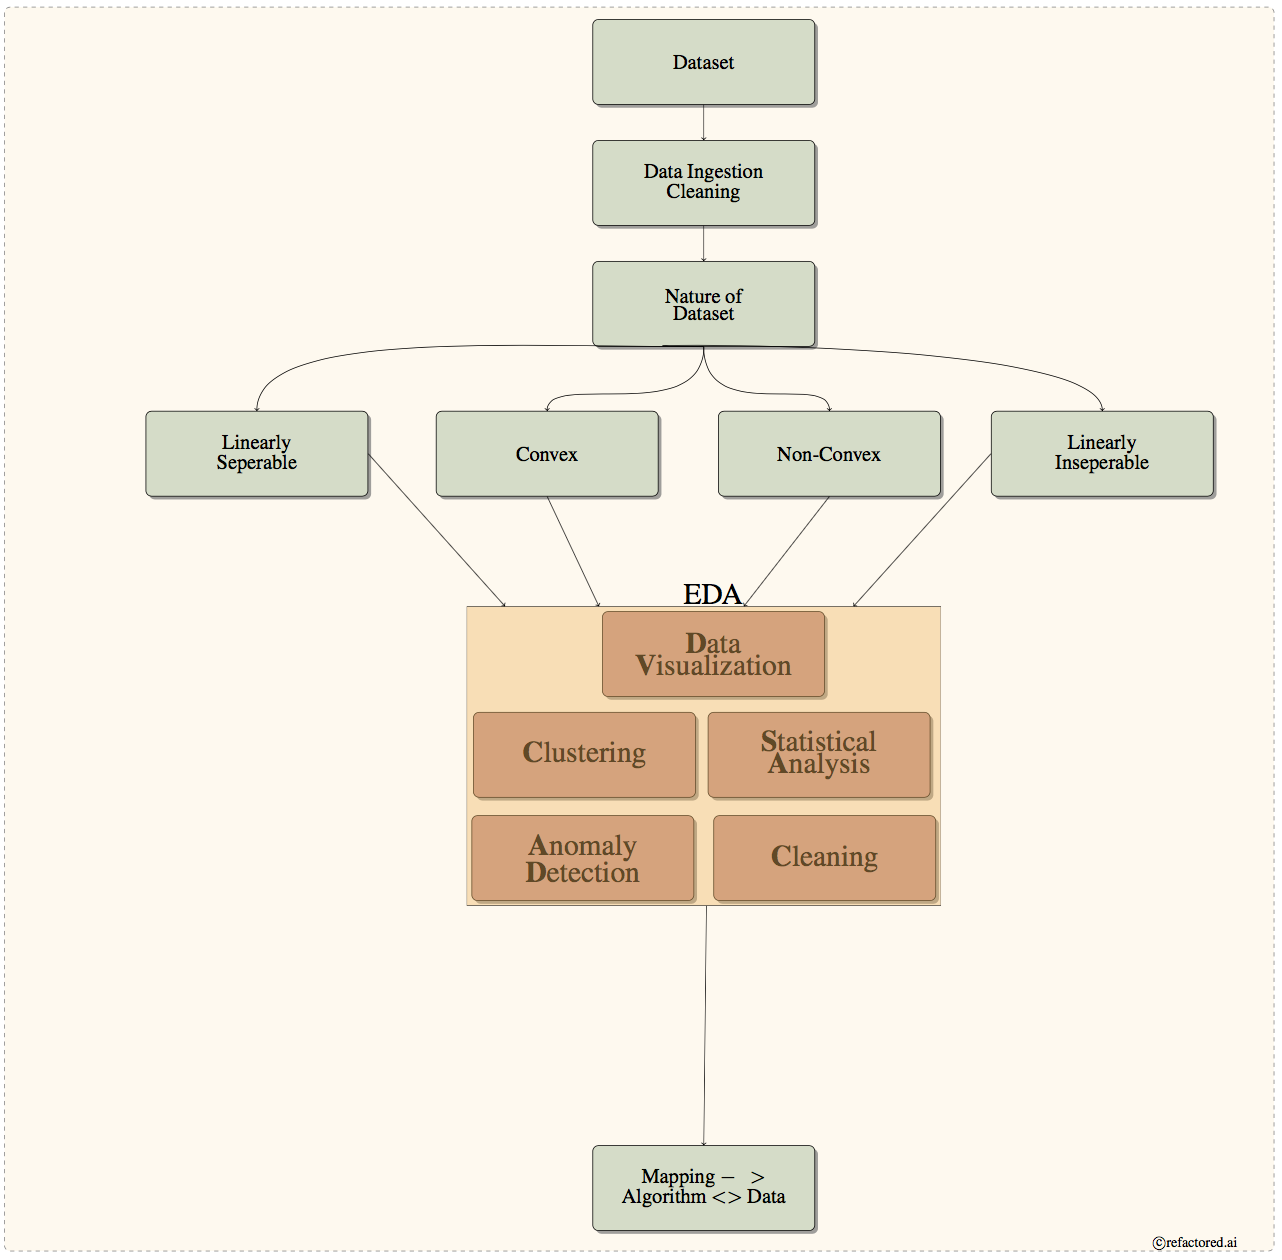 Dataset
Data Ingestion
Cleaning
Nature of
Dataset
Linearly
Seperable
Convex
Non-Convex
Linearly
Inseperable
EDA
Data
Visualization
Clustering
Statistical
Analysis
Anomaly
Detection
Cleaning
Mapping − >
Algorithm <> Data
©refactored.ai